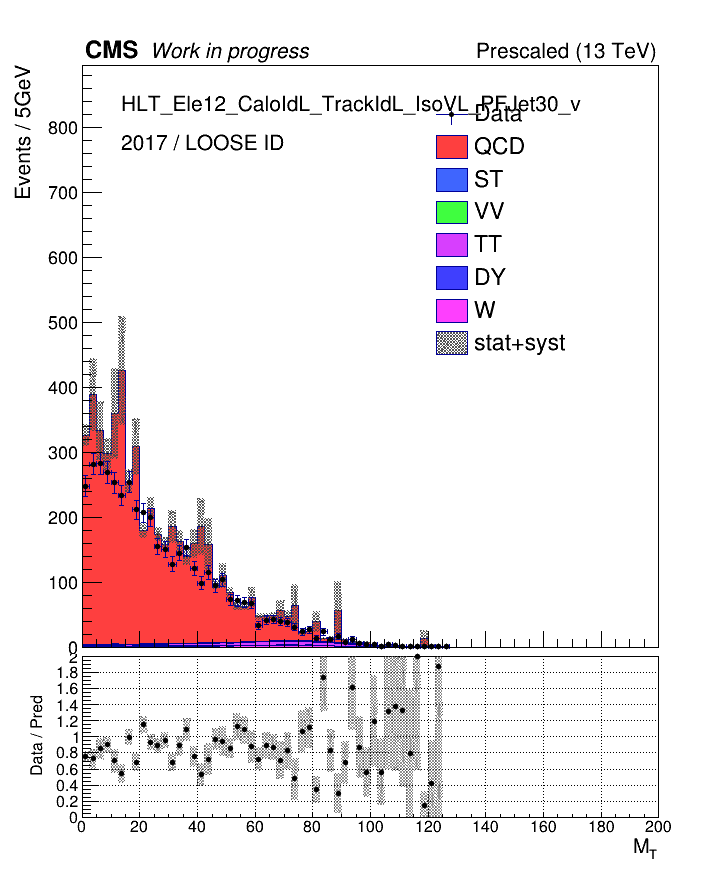 CMS Work in progress Prescaled (13 TeV)
Events / 5GeV
HLT_Ele12_CaloIdL_TrackIdL_IsoVL_PFJet30_v
2017 / LOOSE ID
Data
QCD
ST
VV
TT
DY
W
stat+syst
800
700
600
500
400
300
200
100
0
Data / Pred
2
1.8
1.6
1.4
1.2
1
0.8
0.6
0.4
0.2
0
0 20 40 60 80 100 120 140 160 180 200
M_T